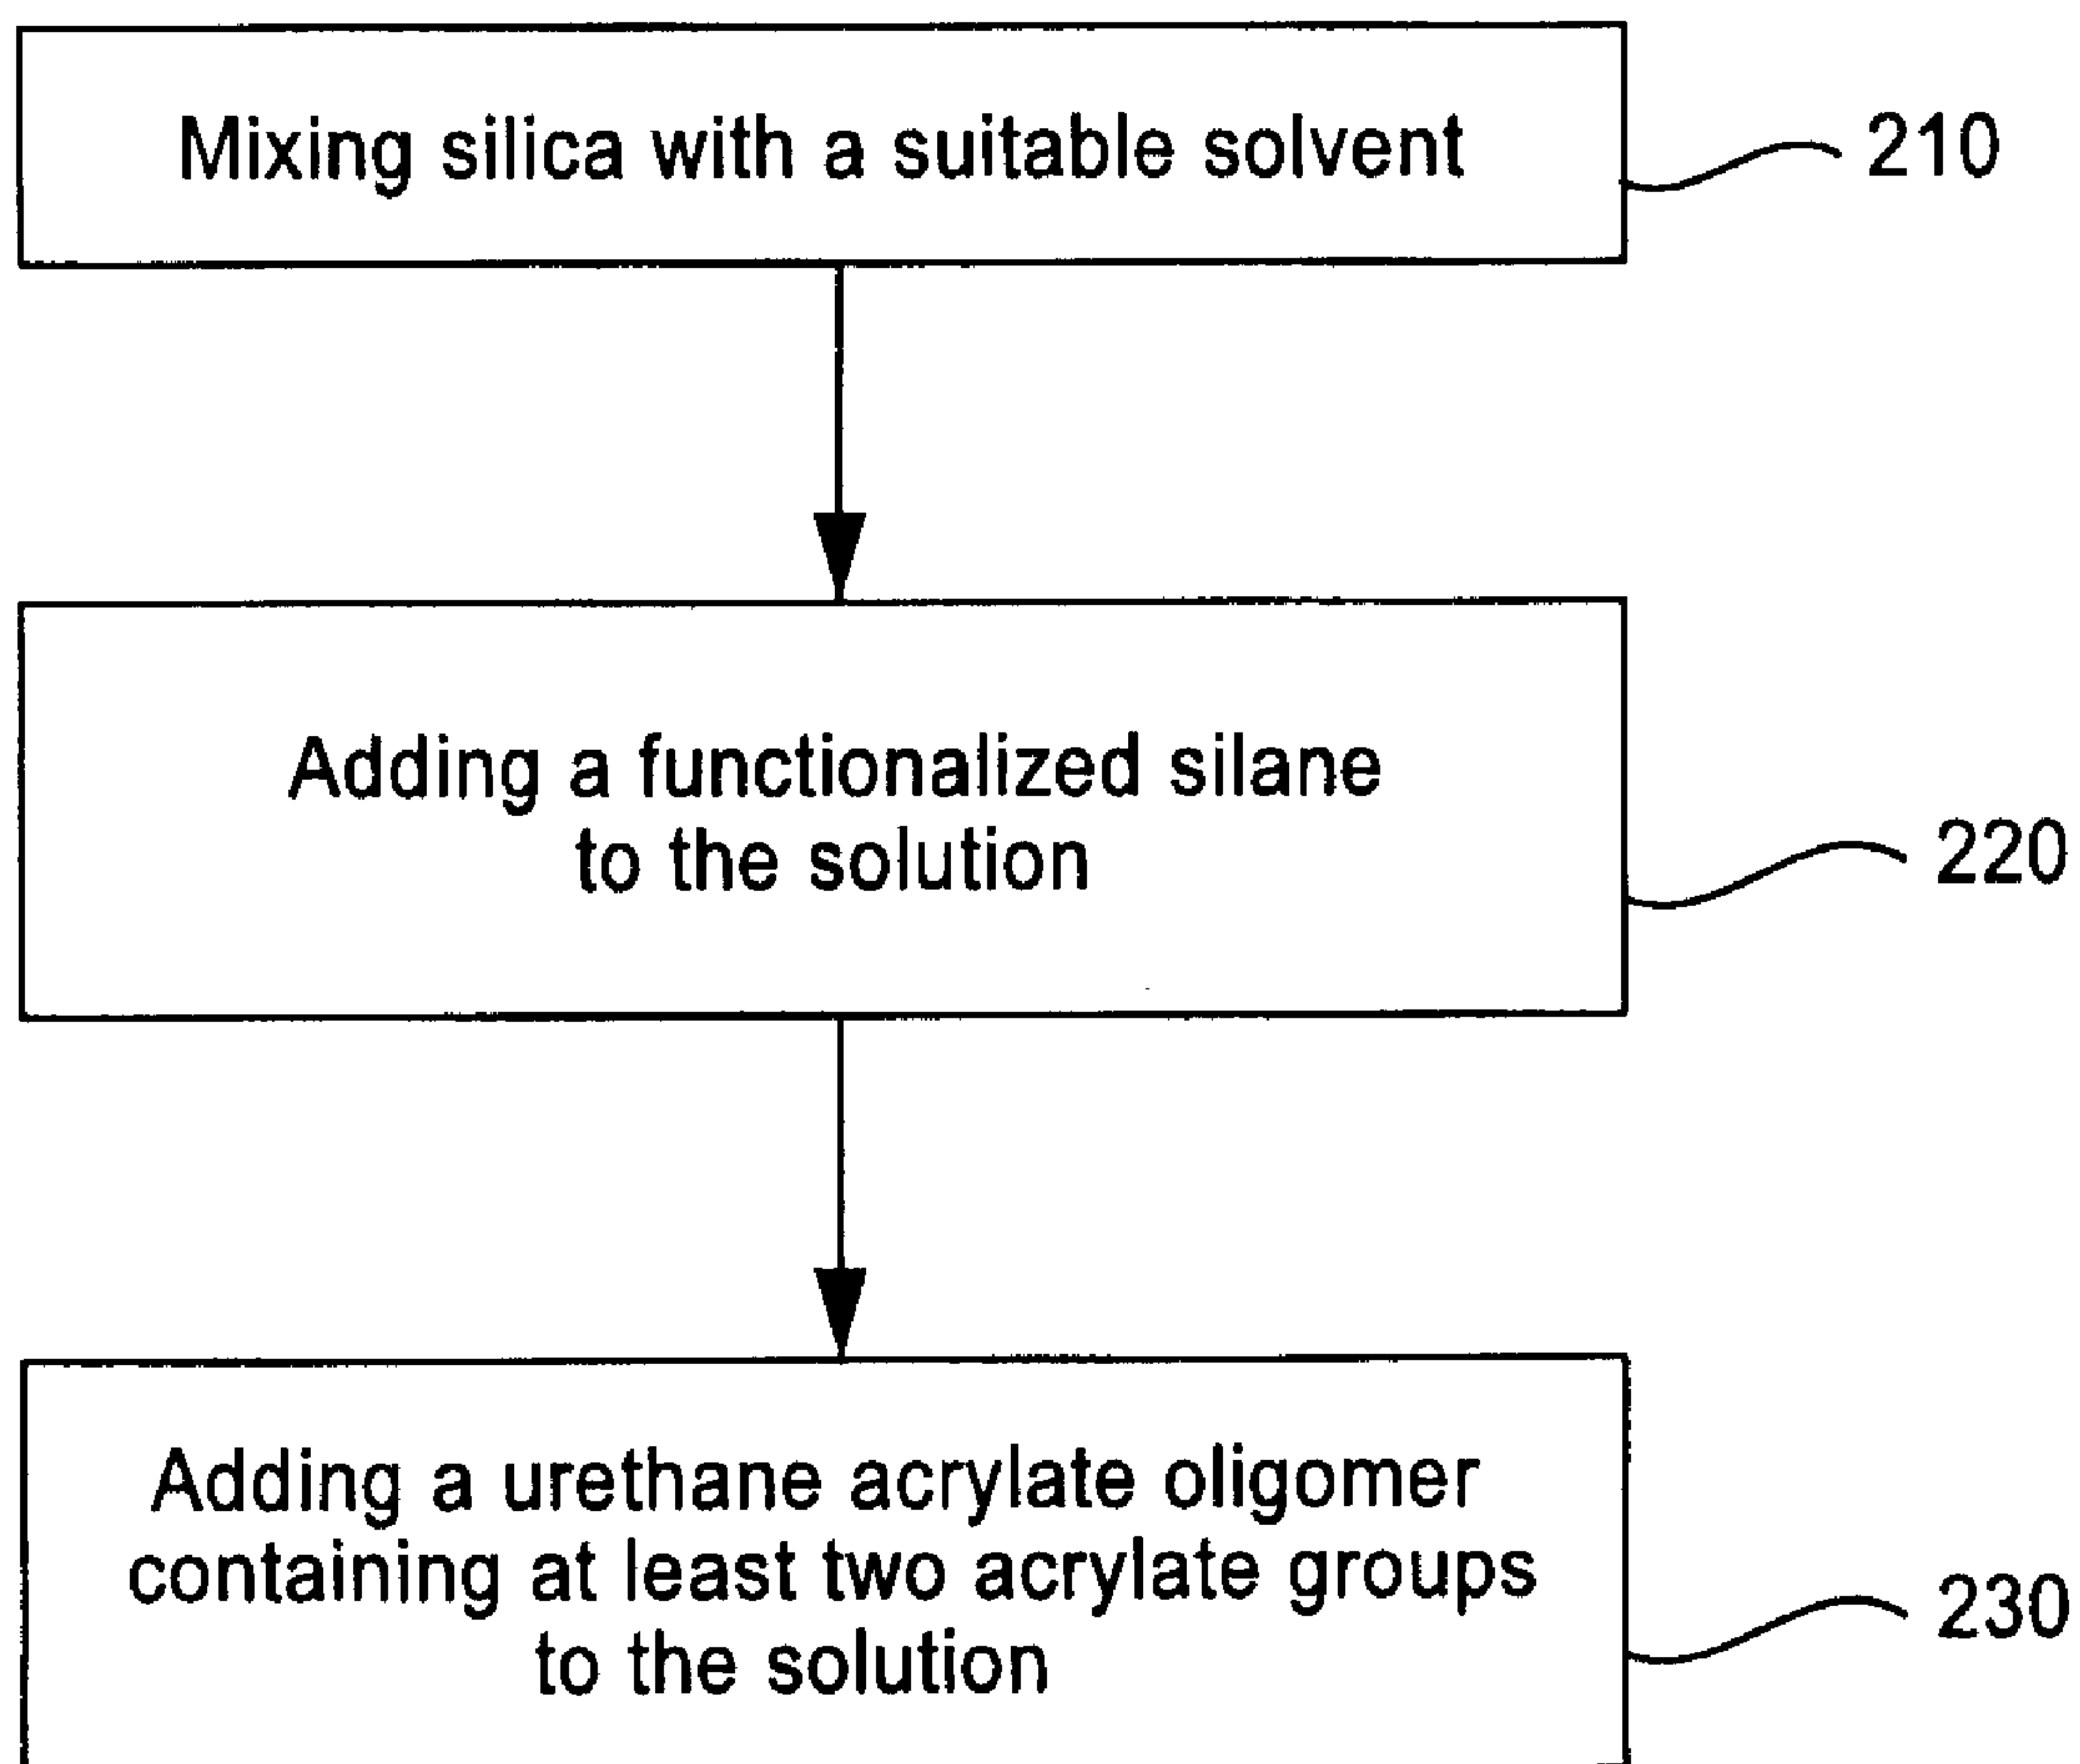 Mixing silica with a suitable solvent
210
Adding a functionalized silane
to the solution
220
Adding a urethane acrylate oligomer
containing at least two acrylate groups
to the solution
230